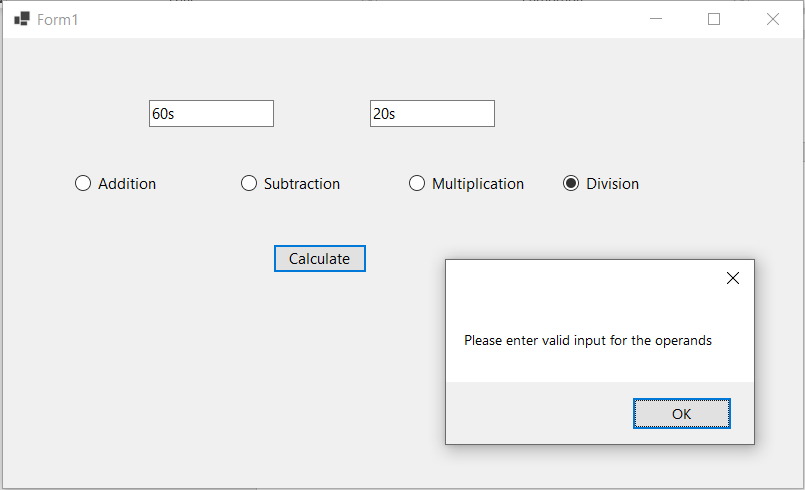 Form1
60s
20s
Addition
Subtraction
Multiplication
Division
Calculate
Please enter valid input for the operands
OK